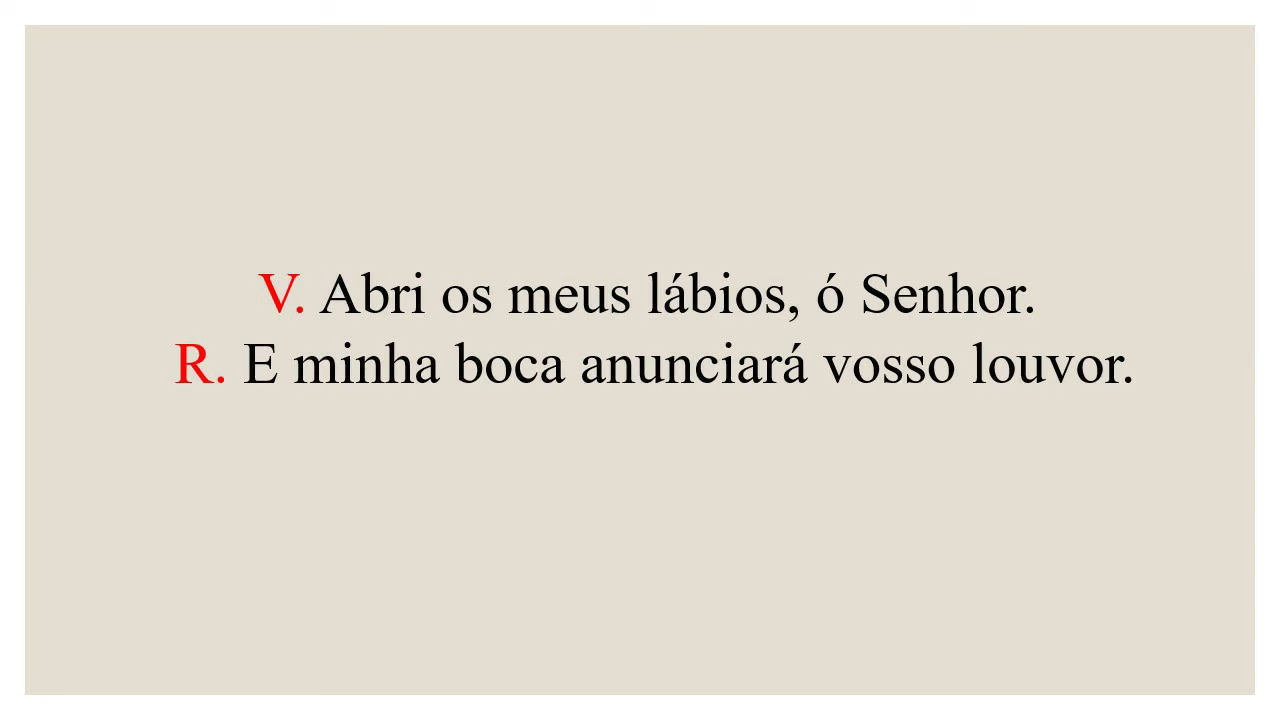 V. Abri os meus lábios, ó Senhor.
R. E minha boca anunciará vosso louvor.